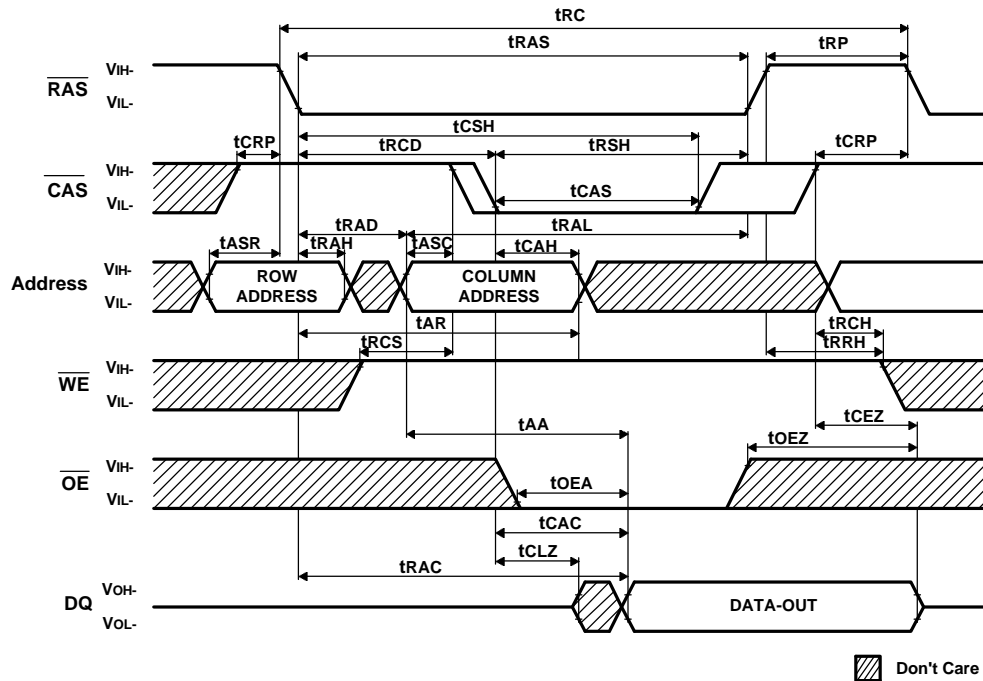 tRC
tRAS tRP
RAS VIH-
VIL-
tCSH
tCRP tRCD tRSH tCRP
CAS VIH-
VIL-
tCAS
tRAD tRAL
tASR tRAH tASC tCAH
Address VIH-
VIL-
ROW
ADDRESS
COLUMN
ADDRESS
tAR tRCH
tRCS tRRH
WE VIH-
VIL-
tCEZ
tAA tOEZ
OE VIH-
VIL-
tOEA
tCAC
tCLZ
tRAC
DQ VOH-
VOL-
DATA-OUT
Don't Care